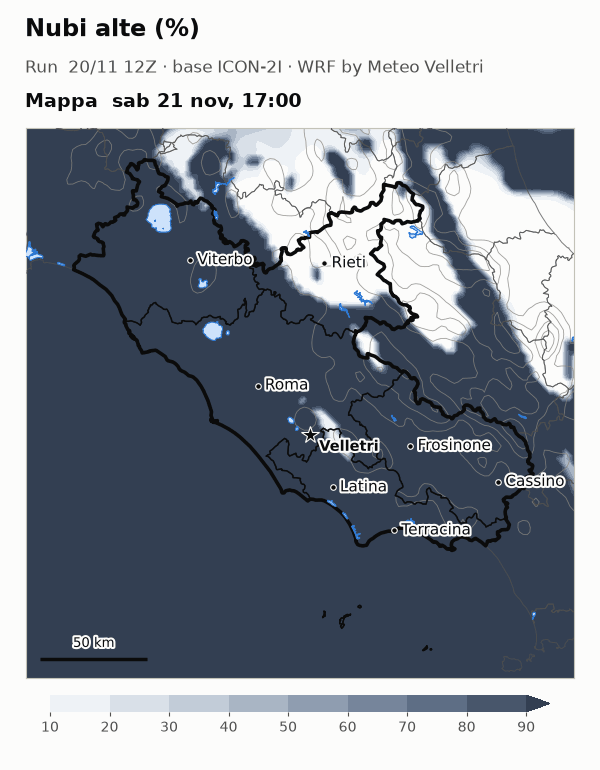 Nubi alte (%)
Run  20/11 12Z · base ICON-2I · WRF by Meteo Velletri
Mappa  sab 21 nov, 17:00
Viterbo
Rieti
Roma
Velletri
Frosinone
Cassino
Latina
Terracina
50 km
10 20 30 40 50 60 70 80 90